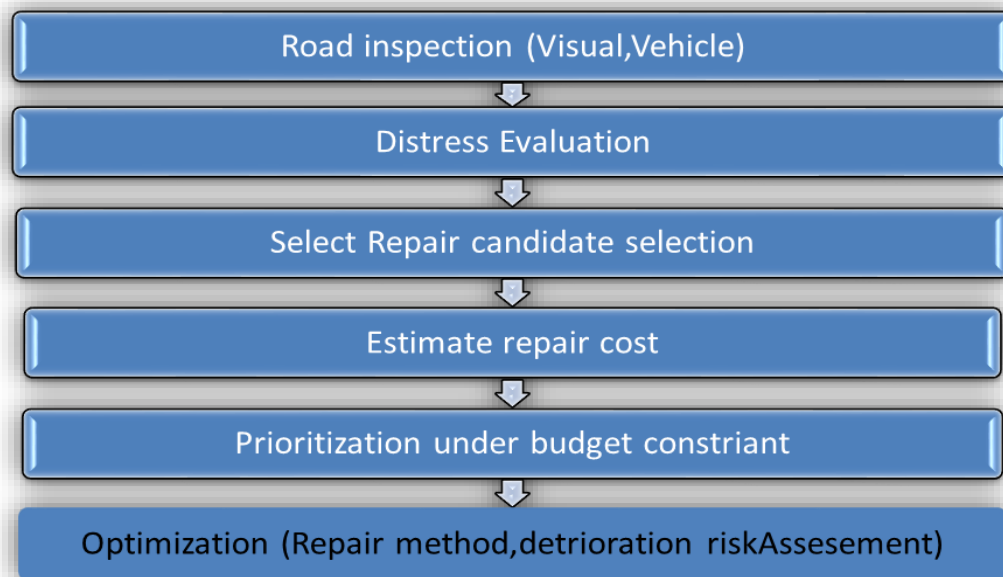 Road inspection (Visual,Vehicle)
Distress Evaluation
Select Repair candidate selection
Estimate repair cost
Prioritization under budget constriant
Optimization (Repair method,detrioration riskAssesement)